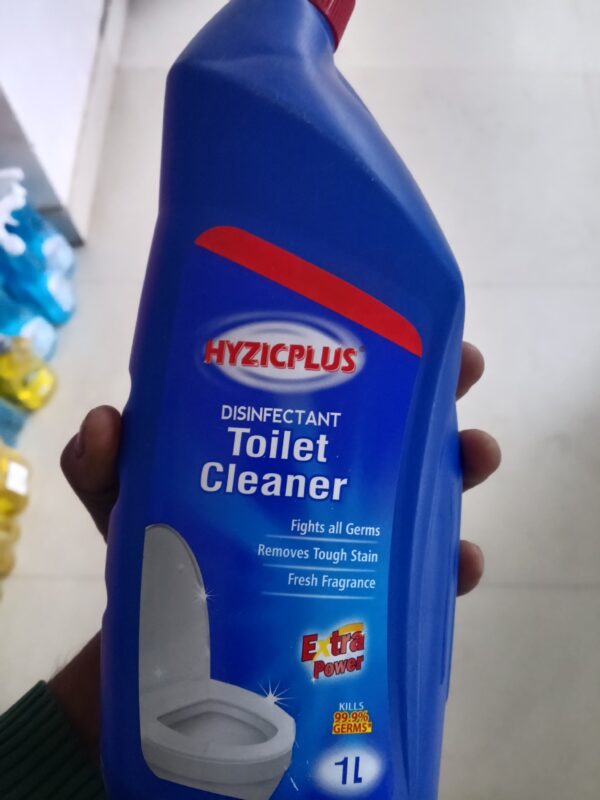 HYZICPLUS
DISINFECTANT
Toilet
Cleaner
Fights all Germs
Removes Tough Stain
Fresh Fragrance
Extra
Power
KILLS
99.9%
GERMS*
1L